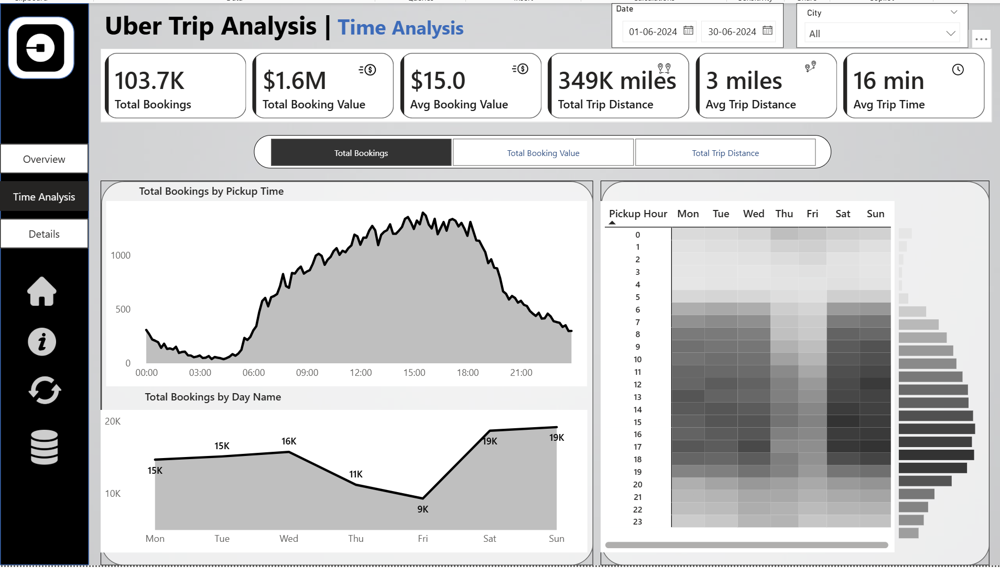 Uber Trip Analysis | Time Analysis
Date
01-06-2024
30-06-2024
City
All
103.7K
Total Bookings
$1.6M
Total Booking Value
$15.0
Avg Booking Value
349K miles
Total Trip Distance
3 miles
Avg Trip Distance
16 min
Avg Trip Time
Total Bookings
Total Booking Value
Total Trip Distance
Overview
Time Analysis
Details
Total Bookings by Pickup Time
1000
500
0
00:00 03:00 06:00 09:00 12:00 15:00 18:00 21:00
Total Bookings by Day Name
20K
10K
15K
15K
16K
11K
9K
19K
19K
Mon Tue Wed Thu Fri Sat Sun
Pickup Hour Mon Tue Wed Thu Fri Sat Sun
0
1
2
3
4
5
6
7
8
9
10
11
12
13
14
15
16
17
18
19
20
21
22
23